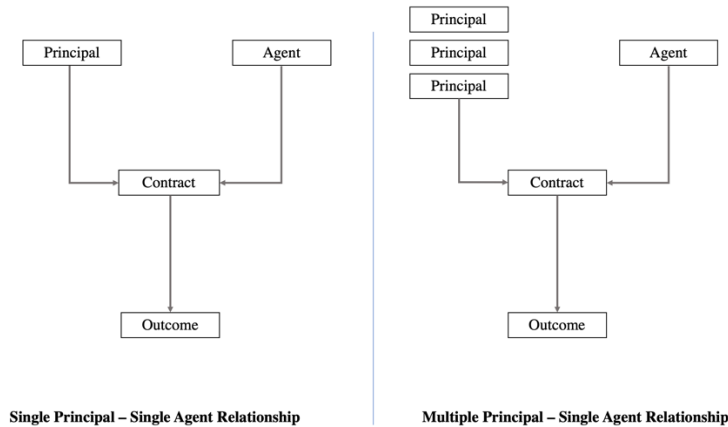 Principal
Agent
Contract
Outcome
Single Principal – Single Agent Relationship
Principal
Principal
Principal
Agent
Contract
Outcome
Multiple Principal – Single Agent Relationship